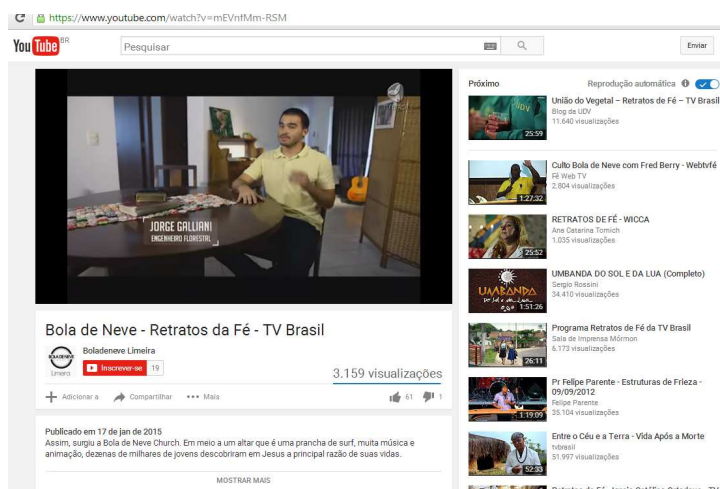 https://www.youtube.com/watch?v=mEVnfMm-RSM
You Tube BR
Pesquisar
Enviar
JORGE GALLIANI
ENGENHEIRO FLORESTAL
Bola de Neve - Retratos da Fé - TV Brasil
BOLA DE NEVE
Limeira
Boladeneve Limeira
Inscrever-se 19
3.159 visualizações
Adicionar a Compartilhar Mais
61 1
Publicado em 17 de jan de 2015
Assim, surgiu a Bola de Neve Church. Em meio a um altar que é uma prancha de surf, muita música e
animação, dezenas de milhares de jovens descobriram em Jesus a principal razão de suas vidas.
MOSTRAR MAIS
Próximo
Reprodução automática
25:59
União do Vegetal – Retratos de Fé – TV Brasil
Blog da UDV
11.640 visualizações
1:27:32
Culto Bola de Neve com Fred Berry - Webtvfé
Fé Web TV
2.804 visualizações
25:52
RETRATOS DE FÉ - WICCA
Ana Catarina Tomich
1.035 visualizações
UMBANDA
1:51:26
UMBANDA DO SOL E DA LUA (Completo)
Sergio Rossini
34.410 visualizações
26:11
Programa Retratos de Fé da TV Brasil
Sala de Imprensa Mórmon
6.173 visualizações
1:19:09
Pr Felipe Parente - Estruturas de Frieza -
09/09/2012
Felipe Parente
35.104 visualizações
52:33
Entre o Céu e a Terra - Vida Após a Morte
tvbrasil
51.997 visualizações